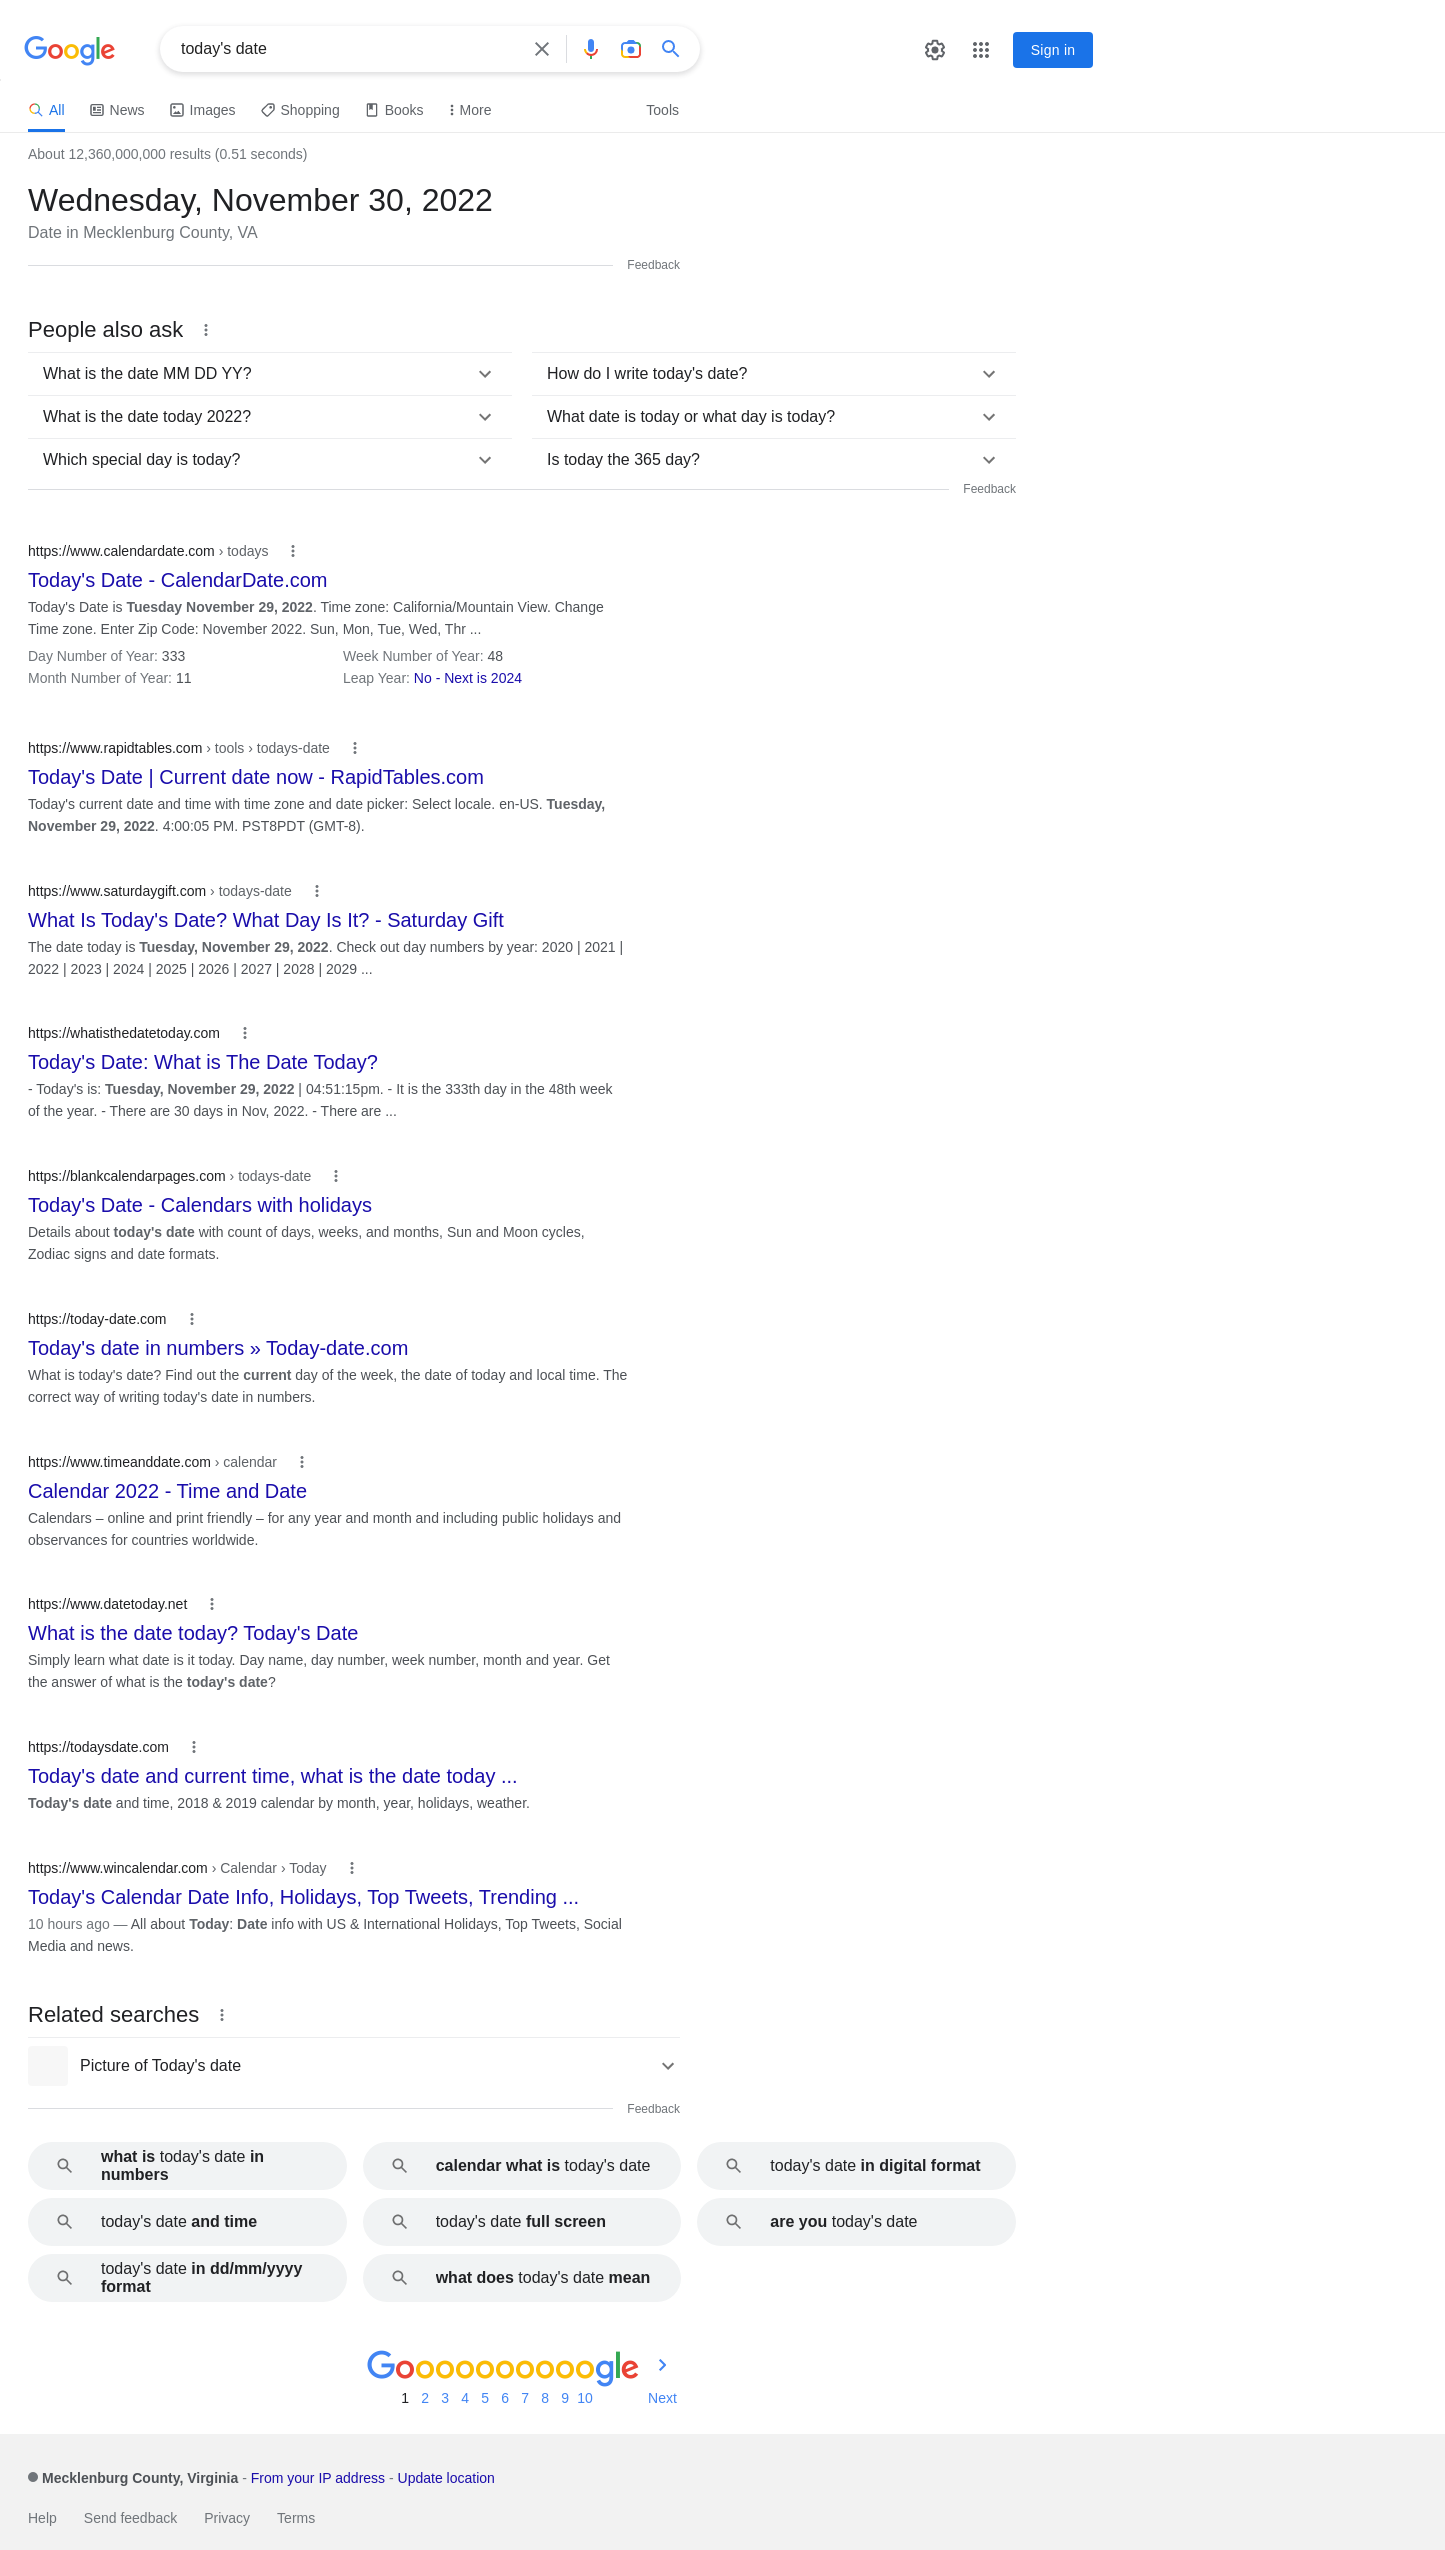 Google
today's date
Sign in
All
News
Images
Shopping
Books
More
Tools
About 12,360,000,000 results (0.51 seconds)
Wednesday, November 30, 2022
Date in Mecklenburg County, VA
Feedback
People also ask
What is the date MM DD YY?
How do I write today's date?
What is the date today 2022?
What date is today or what day is today?
Which special day is today?
Is today the 365 day?
Feedback
https://www.calendardate.com › todays
Today's Date - CalendarDate.com
Today's Date is Tuesday November 29, 2022. Time zone: California/Mountain View. Change
Time zone. Enter Zip Code: November 2022. Sun, Mon, Tue, Wed, Thr ...
Day Number of Year: 333
Week Number of Year: 48
Month Number of Year: 11
Leap Year: No - Next is 2024
https://www.rapidtables.com › tools › todays-date
Today's Date | Current date now - RapidTables.com
Today's current date and time with time zone and date picker: Select locale. en-US. Tuesday,
November 29, 2022. 4:00:05 PM. PST8PDT (GMT-8).
https://www.saturdaygift.com › todays-date
What Is Today's Date? What Day Is It? - Saturday Gift
The date today is Tuesday, November 29, 2022. Check out day numbers by year: 2020 | 2021 |
2022 | 2023 | 2024 | 2025 | 2026 | 2027 | 2028 | 2029 ...
https://whatisthedatetoday.com
Today's Date: What is The Date Today?
- Today's is: Tuesday, November 29, 2022 | 04:51:15pm. - It is the 333th day in the 48th week
of the year. - There are 30 days in Nov, 2022. - There are ...
https://blankcalendarpages.com › todays-date
Today's Date - Calendars with holidays
Details about today's date with count of days, weeks, and months, Sun and Moon cycles,
Zodiac signs and date formats.
https://today-date.com
Today's date in numbers » Today-date.com
What is today's date? Find out the current day of the week, the date of today and local time. The
correct way of writing today's date in numbers.
https://www.timeanddate.com › calendar
Calendar 2022 - Time and Date
Calendars – online and print friendly – for any year and month and including public holidays and
observances for countries worldwide.
https://www.datetoday.net
What is the date today? Today's Date
Simply learn what date is it today. Day name, day number, week number, month and year. Get
the answer of what is the today's date?
https://todaysdate.com
Today's date and current time, what is the date today ...
Today's date and time, 2018 & 2019 calendar by month, year, holidays, weather.
https://www.wincalendar.com › Calendar › Today
Today's Calendar Date Info, Holidays, Top Tweets, Trending ...
10 hours ago — All about Today: Date info with US & International Holidays, Top Tweets, Social
Media and news.
Related searches
Picture of Today's date
Feedback
what is today's date in
numbers
calendar what is today's date
today's date in digital format
today's date and time
today's date full screen
are you today's date
today's date in dd/mm/yyyy
format
what does today's date mean
Goooooooooogle
1 2 3 4 5 6 7 8 9 10 Next
Mecklenburg County, Virginia - From your IP address - Update location
Help Send feedback Privacy Terms